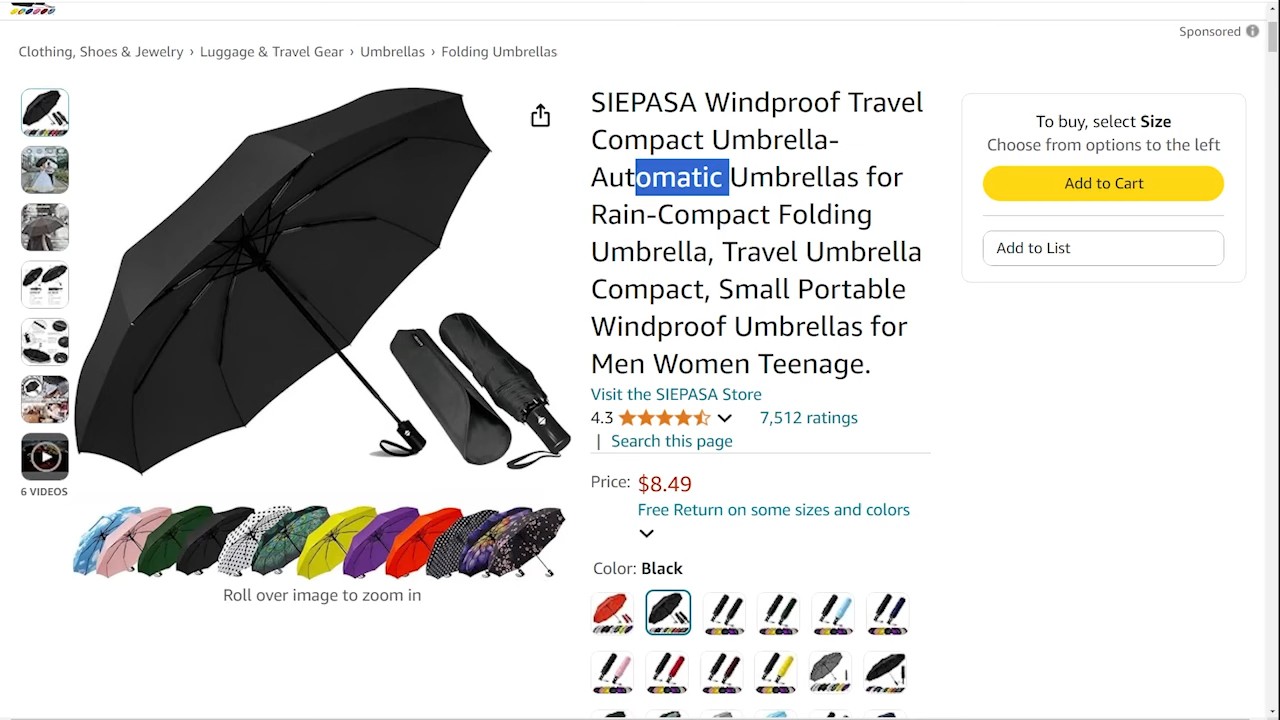 Sponsored
Clothing, Shoes & Jewelry › Luggage & Travel Gear › Umbrellas › Folding Umbrellas
SIEPASA Windproof Travel
Compact Umbrella-
Automatic Umbrellas for
Rain-Compact Folding
Umbrella, Travel Umbrella
Compact, Small Portable
Windproof Umbrellas for
Men Women Teenage.
Visit the SIEPASA Store
4.3 7,512 ratings
| Search this page
Price: $8.49
Free Return on some sizes and colors
Color: Black
To buy, select Size
Choose from options to the left
Add to Cart
Add to List
6 VIDEOS
Roll over image to zoom in